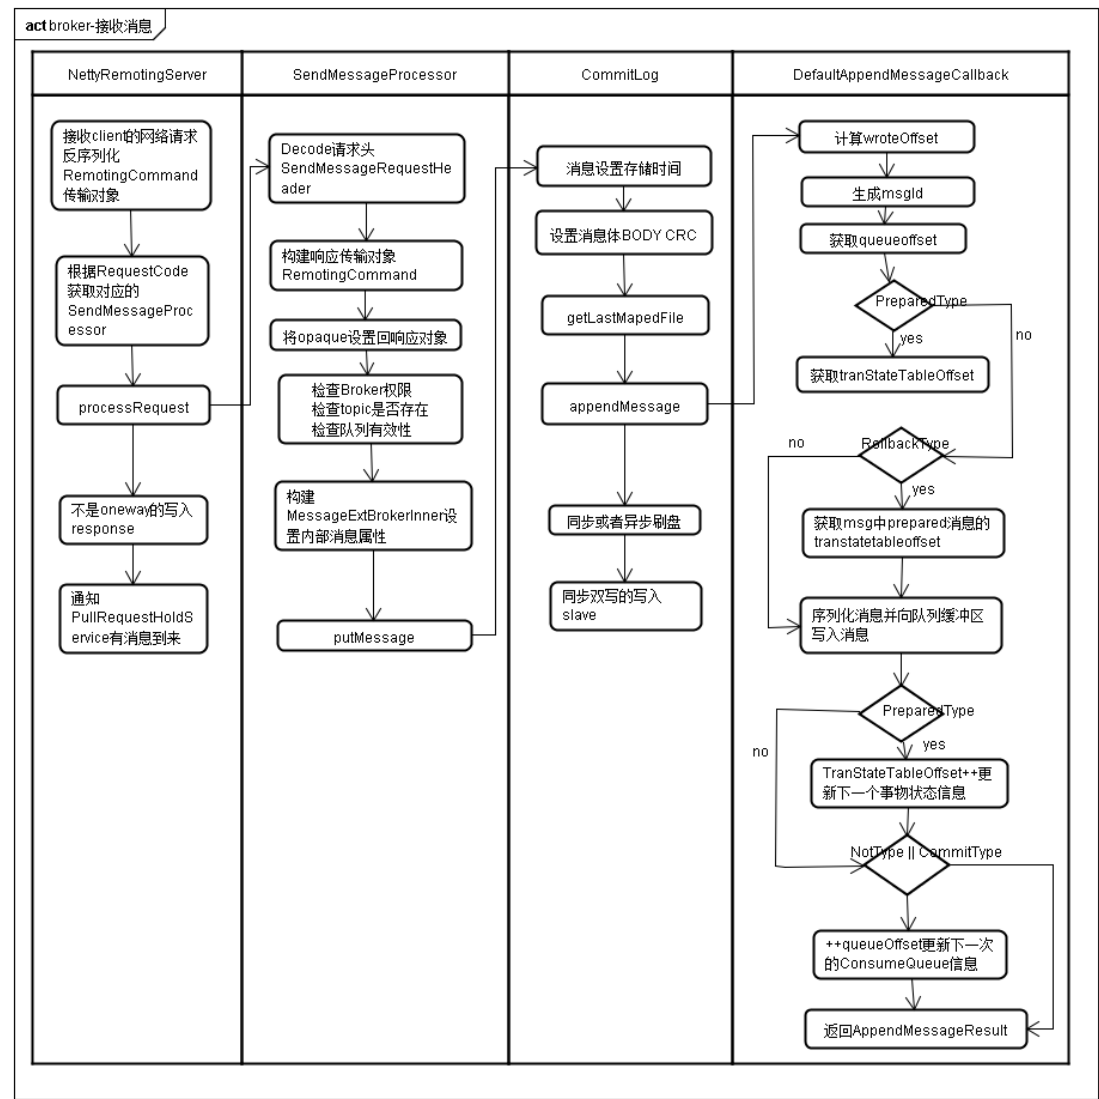 act broker-接收消息
NettyRemotingServer
SendMessageProcessor
CommitLog
DefaultAppendMessageCallback
接收client的网络请求
反序列化
RemotingCommand
传输对象
根据RequestCode
获取对应的
SendMessageProc
essor
processRequest
不是oneway的写入
response
通知
PullRequestHoldS
ervice有消息到来
Decode请求头
SendMessageRequestHe
ader
构建响应传输对象
RemotingCommand
将opaque设置回响应对象
检查Broker权限
检查topic是否存在
检查队列有效性
构建
MessageExtBrokerInner设
置内部消息属性
putMessage
消息设置存储时间
设置消息体BODY CRC
getLastMapedFile
appendMessage
同步或者异步刷盘
同步双写的写入
slave
计算wroteOffset
生成msgId
获取queueoffset
PreparedType
yes
no
获取tranStateTableOffset
RollbackType
no
yes
获取msg中prepared消息的
transtatetableoffset
序列化消息并向队列缓冲区
写入消息
PreparedType
no
yes
TranStateTableOffset++更
新下一个事物状态信息
NotType || CommitType
++queueOffset更新下一次
的ConsumeQueue信息
返回AppendMessageResult